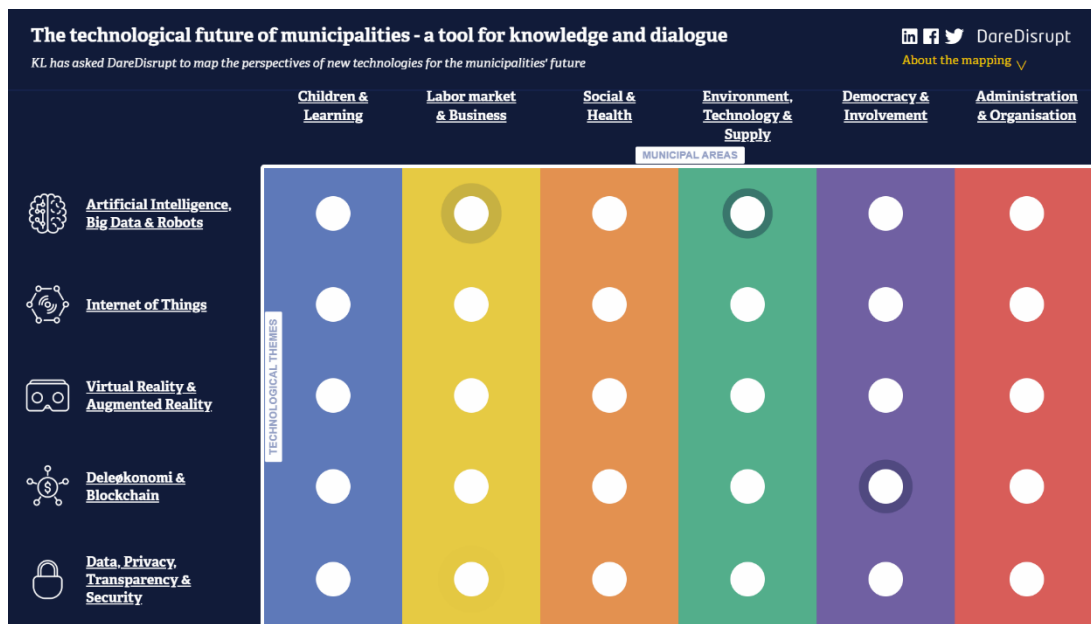 The technological future of municipalities - a tool for knowledge and dialogue
DareDisrupt
KL has asked DareDisrupt to map the perspectives of new technologies for the municipalities' future
About the mapping
Children &
Learning
Labor market
& Business
Social &
Health
Environment,
Technology &
Supply
Democracy &
Involvement
Administration
& Organisation
MUNICIPAL AREAS
TECHNOLOGICAL THEMES
Artificial Intelligence,
Big Data & Robots
Internet of Things
Virtual Reality &
Augmented Reality
Deleøkonomi &
Blockchain
Data, Privacy,
Transparency &
Security